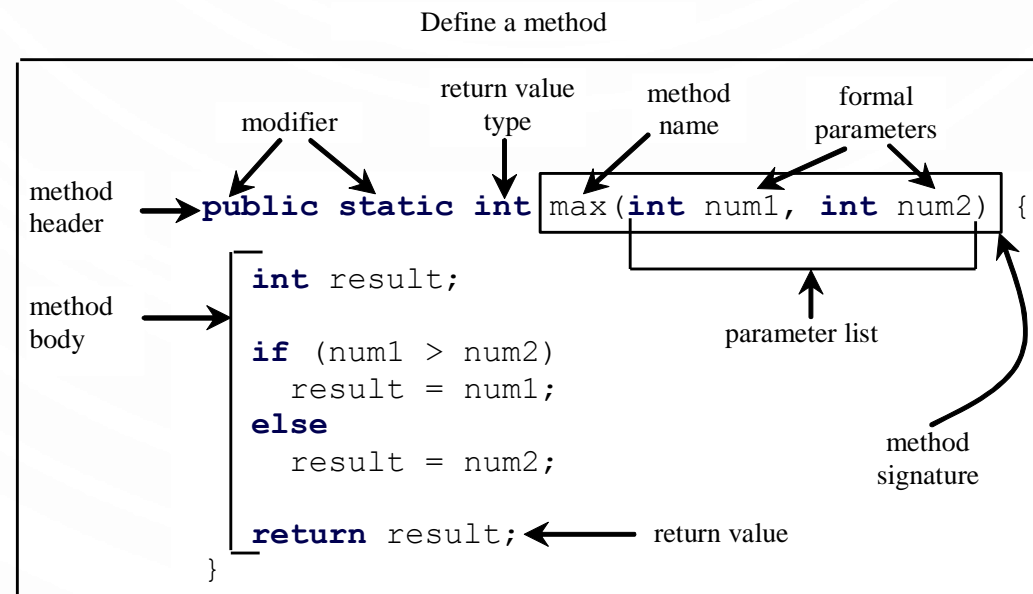 Define a method
return value
type
method
name
formal
parameters
modifier
method
header
public static int max(int num1, int num2) {
int result;
method
body
parameter list
if (num1 > num2)
result = num1;
else
result = num2;
method
signature
return result;
return value
}